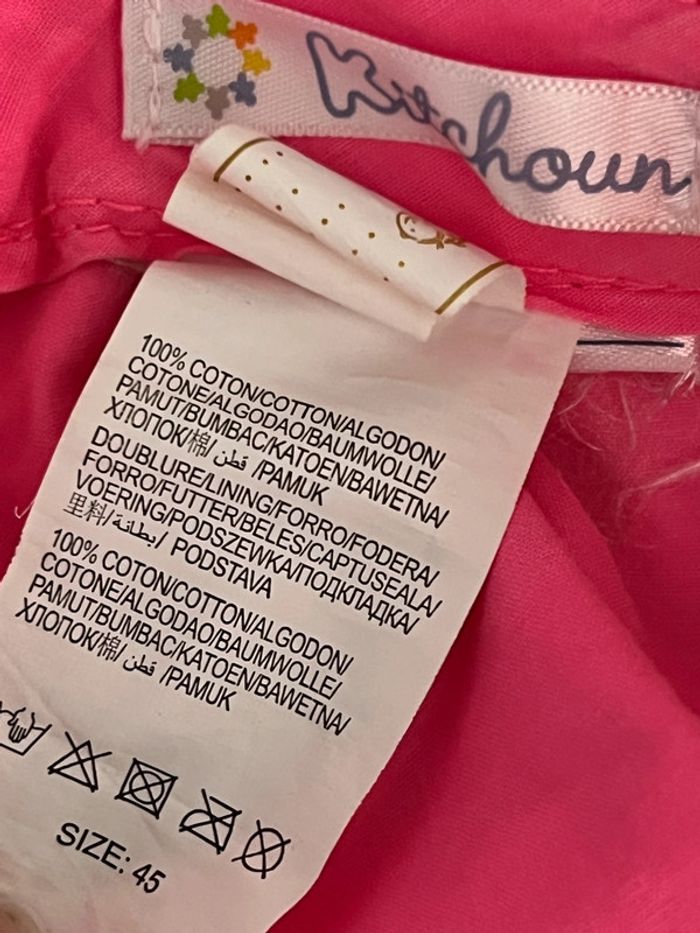 Kitchoun
100% COTON/COTTON/ALGODON/
COTONE/ALGODAO/BAUMWOLLE/
PAMUT/BUMBAC/KATOEN/BAWETNA/
ХЛОПОК/棉/ قطن /PAMUK
DOUBLURE/LINING/FORRO/FODERA/
FORRO/FUTTER/BELES/CAPTUSEALA/
VOERING/PODSZEWKA/ПОДКЛАДКА/
里料/بطانة/ PODSTAVA
100% COTON/COTTON/ALGODON/
COTONE/ALGODAO/BAUMWOLLE/
PAMUT/BUMBAC/KATOEN/BAWETNA/
ХЛОПОК/棉/ قطن /PAMUK
SIZE: 45